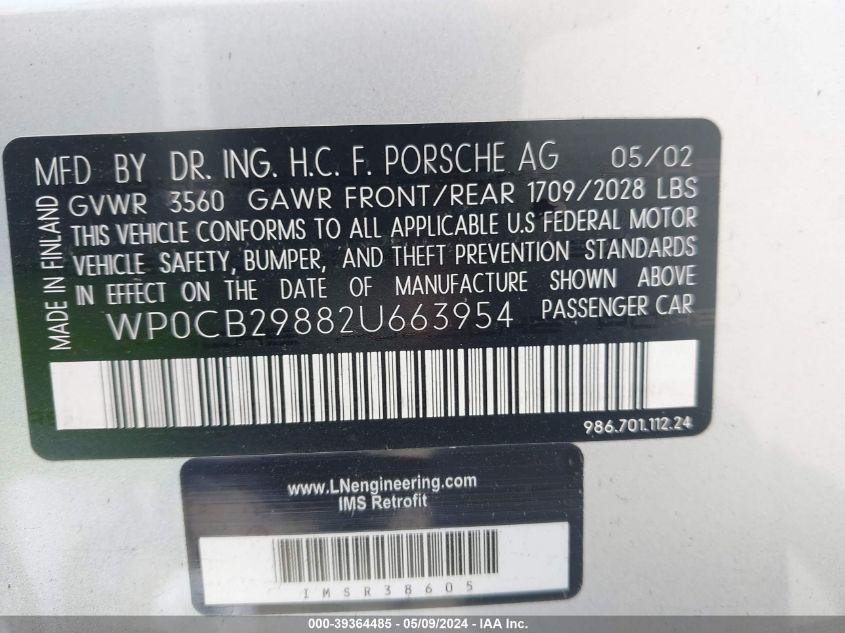 MFD BY DR. ING. H.C. F. PORSCHE AG 05/02
GVWR 3560 GAWR FRONT/REAR 1709/2028 LBS
THIS VEHICLE CONFORMS TO ALL APPLICABLE U.S FEDERAL MOTOR
VEHICLE SAFETY, BUMPER, AND THEFT PREVENTION STANDARDS
IN EFFECT ON THE DATE OF MANUFACTURE SHOWN ABOVE
WP0CB29882U663954 PASSENGER CAR
MADE IN FINLAND
986.701.112.24
www.LNengineering.com
IMS Retrofit
IMSR38605
000-39364485 - 05/09/2024 - IAA Inc.